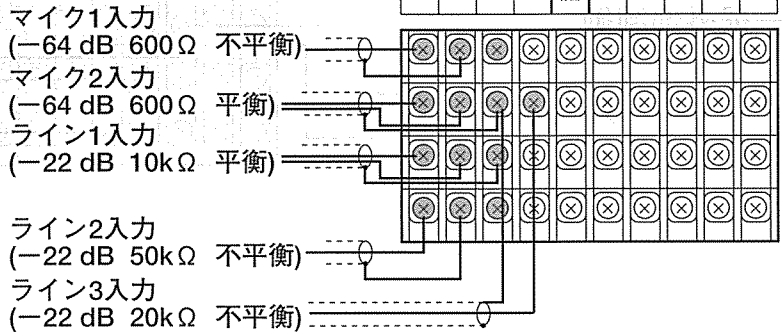 マイク1入力
(−64 dB 600Ω 不平衡)
マイク2入力
(−64 dB 600Ω 平衡)
ライン1入力
(−22 dB 10kΩ 平衡)
ライン2入力
(−22 dB 50kΩ 不平衡)
ライン3入力
(−22 dB 20kΩ 不平衡)